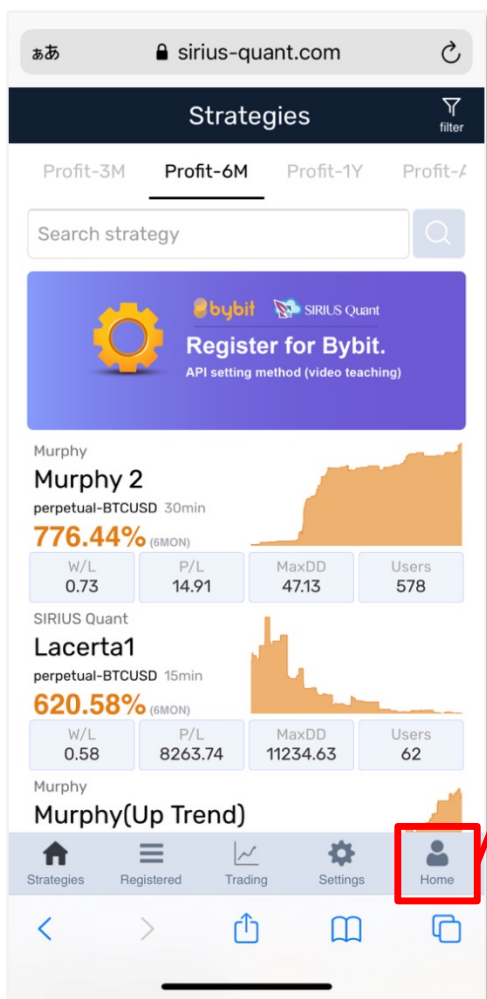 ぁあ sirius-quant.com
Strategies
filter
Profit-3M Profit-6M Profit-1Y Profit-A
Search strategy
bybit SIRIUS Quant
Register for Bybit.
API setting method (video teaching)
Murphy
Murphy 2
perpetual-BTCUSD 30min
776.44% (6MON)
W/L P/L MaxDD Users
0.73 14.91 47.13 578
SIRIUS Quant
Lacerta1
perpetual-BTCUSD 15min
620.58% (6MON)
W/L P/L MaxDD Users
0.58 8263.74 11234.63 62
Murphy
Murphy(Up Trend)
Strategies Registered Trading Settings Home